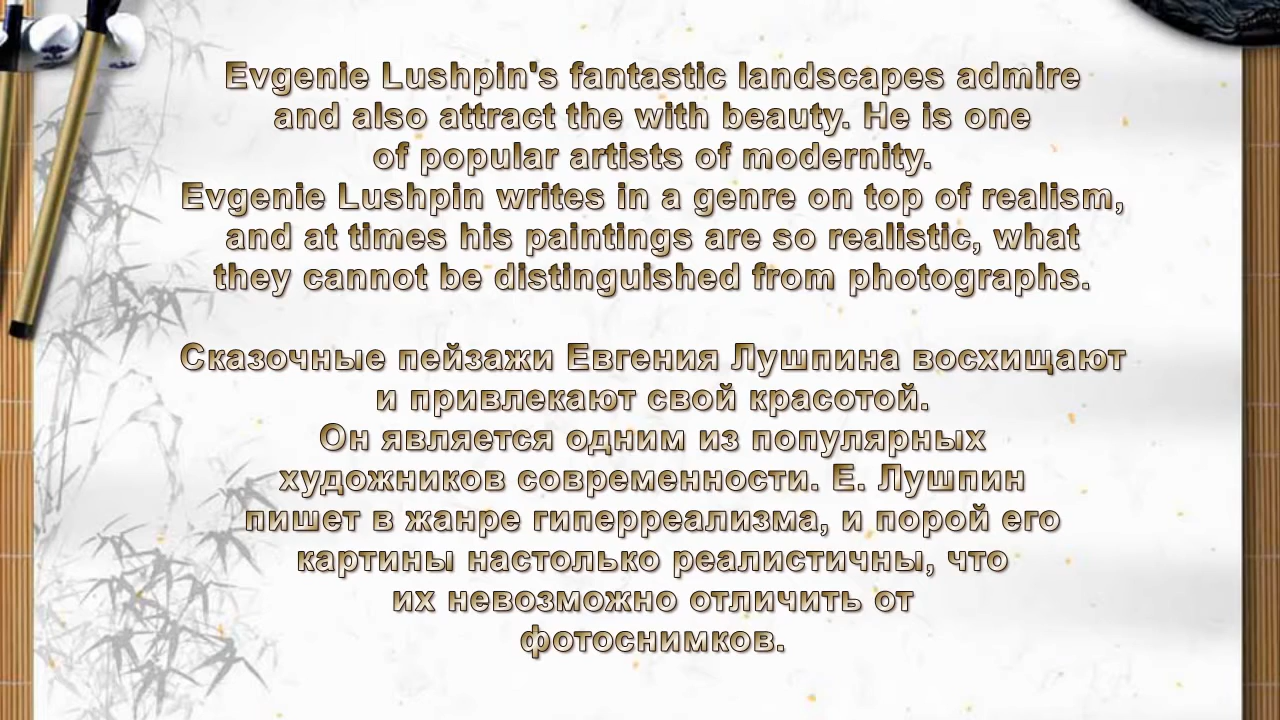 Evgenie Lushpin's fantastic landscapes admire
and also attract the with beauty. He is one
of popular artists of modernity.
Evgenie Lushpin writes in a genre on top of realism,
and at times his paintings are so realistic, what
they cannot be distinguished from photographs.
Сказочные пейзажи Евгения Лушпина восхищают
и привлекают свой красотой.
Он является одним из популярных
художников современности. Е. Лушпин
пишет в жанре гиперреализма, и порой его
картины настолько реалистичны, что
их невозможно отличить от
фотоснимков.